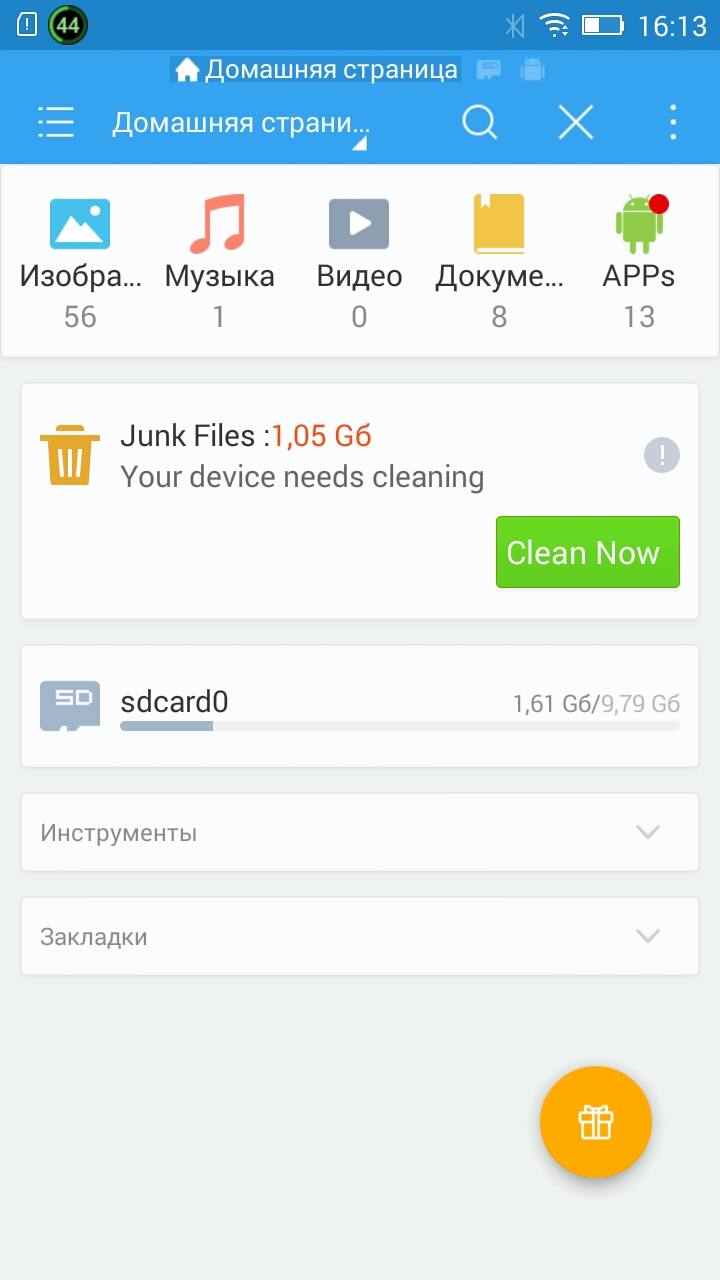 44 16:13
Домашняя страница
Домашняя страни...
Изобра... Музыка Видео Докуме... APPs
56 1 0 8 13
Junk Files :1,05 Gб
Your device needs cleaning
Clean Now
SD sdcard0 1,61 Gб/9,79 Gб
Инструменты
Закладки